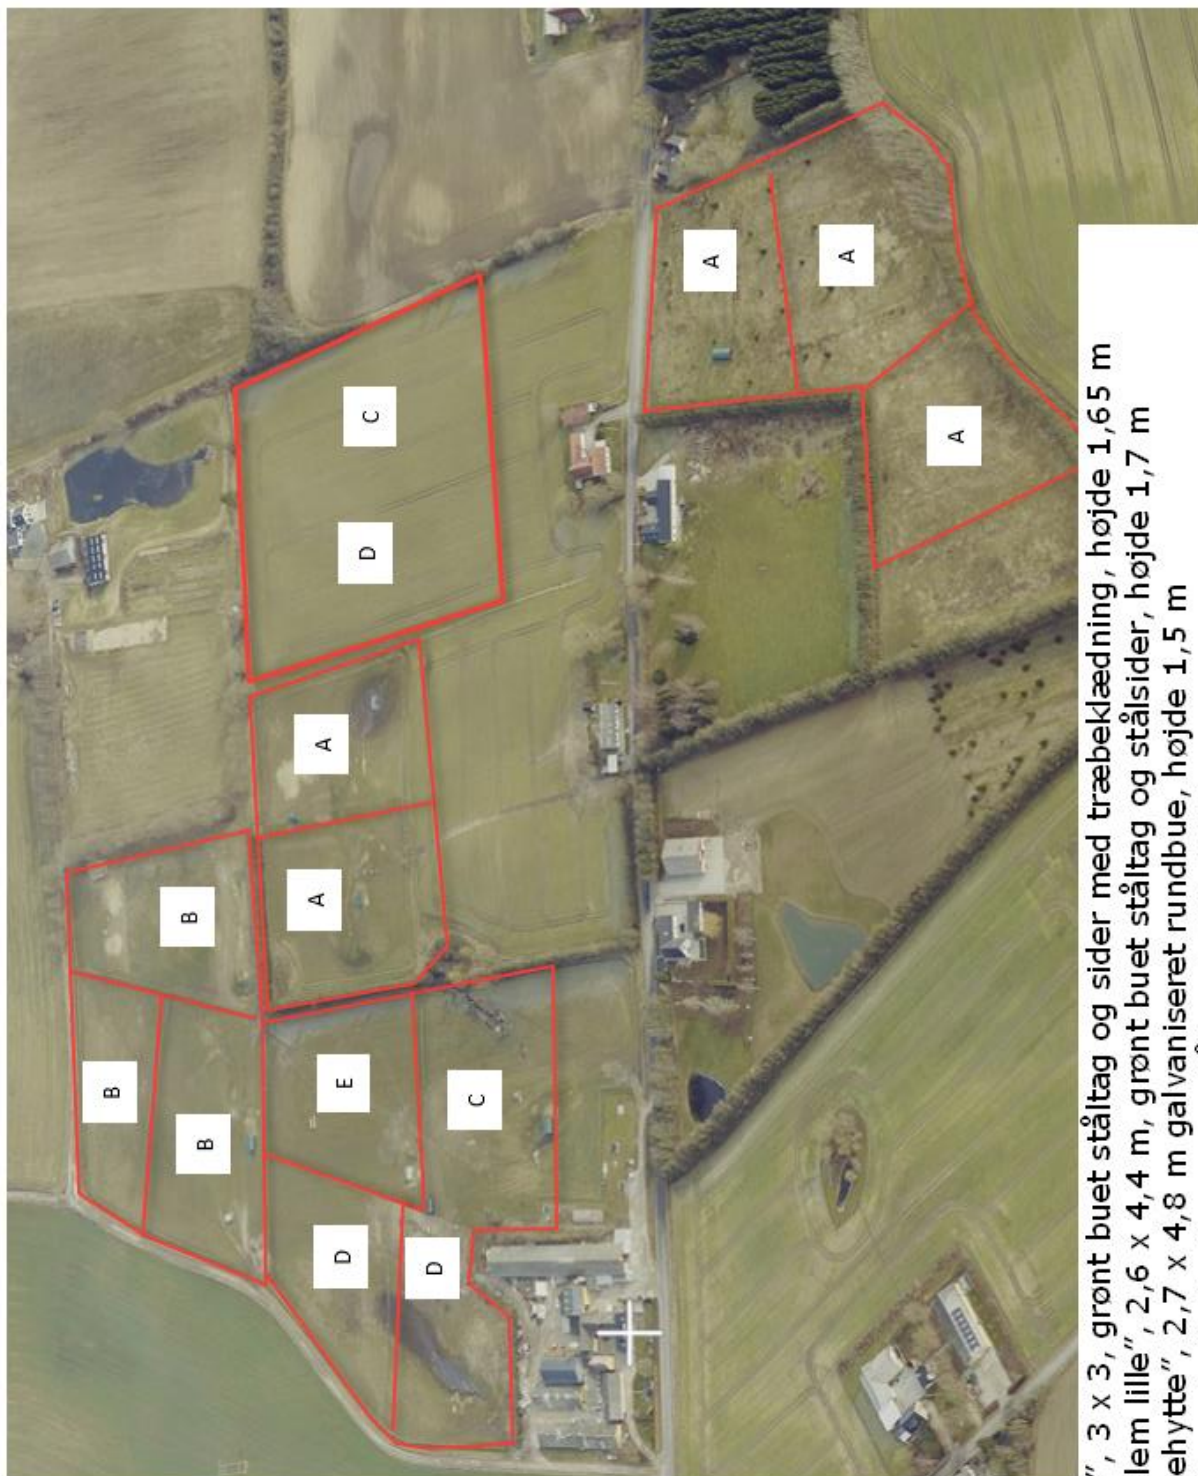 B
B
B
D
E
A
A
D
C
D
C
A
A
A
", 3 x 3, grønt buet ståltag og sider med træbeklædning, højde 1,65 m
lem lille", 2,6 x 4,4 m, grønt buet ståltag og stålsider, højde 1,7 m
ehytte", 2,7 x 4,8 m galvaniseret rundbue, højde 1,5 m